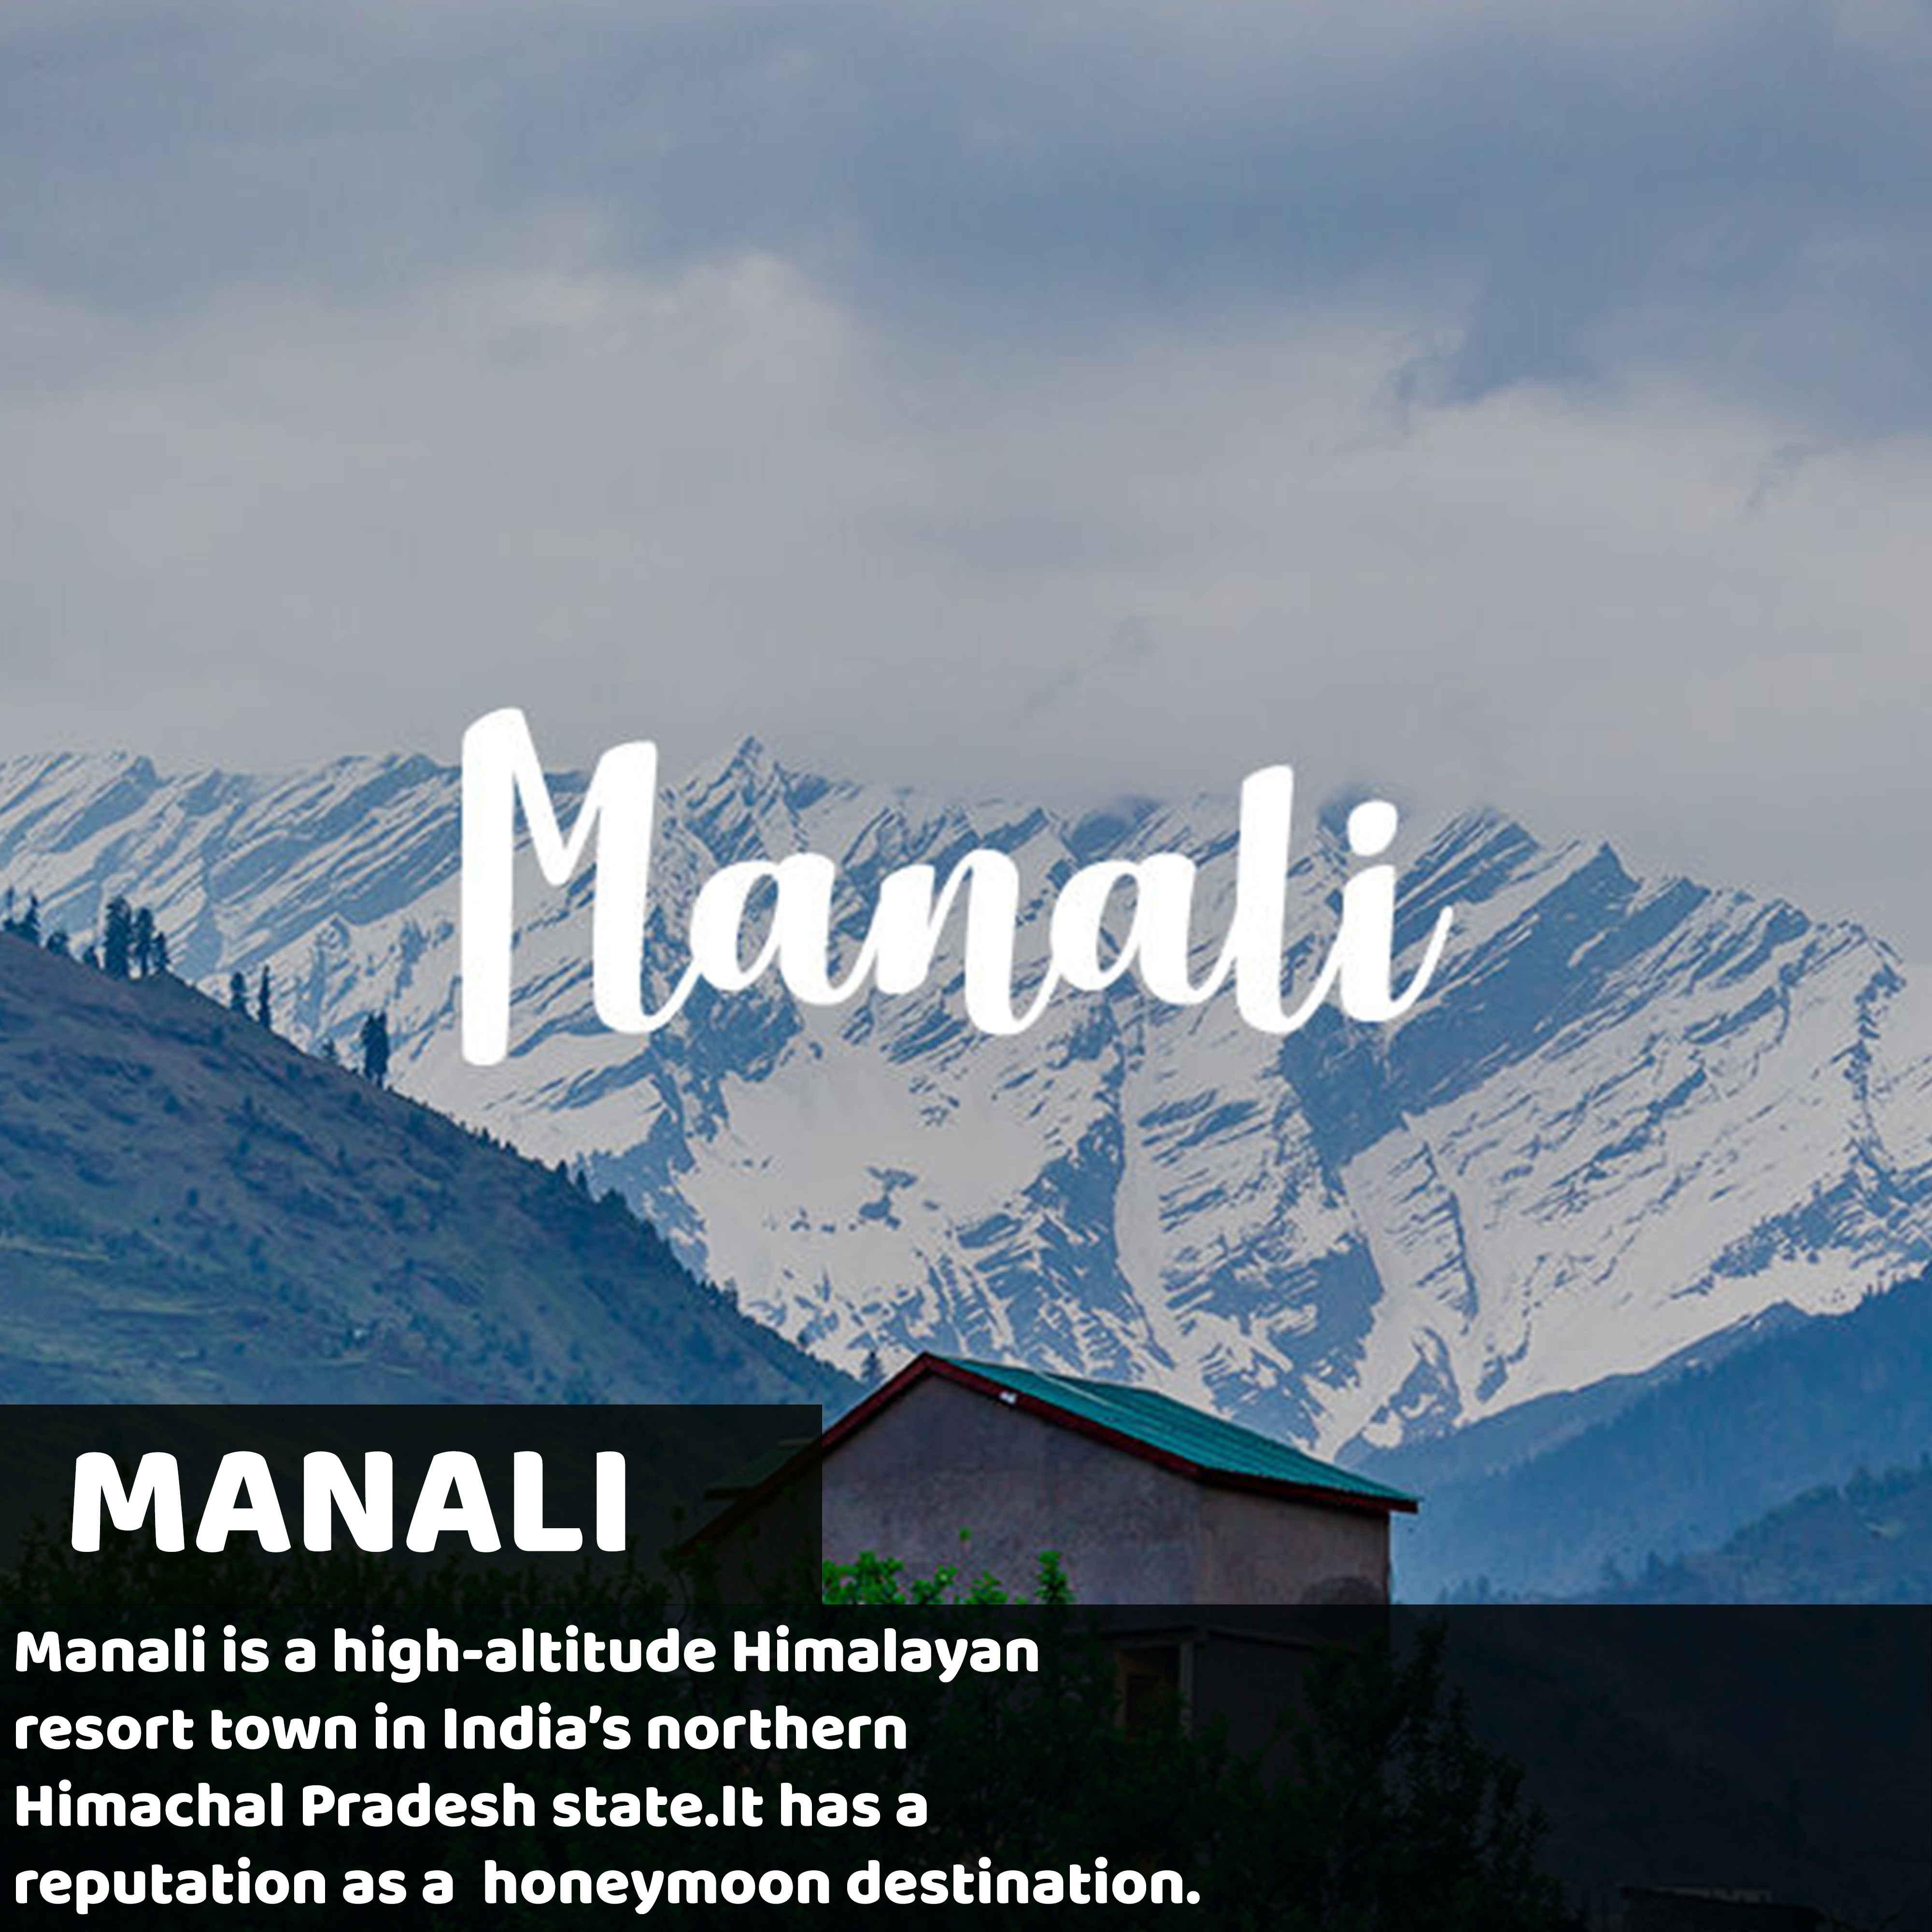 Manali
MANALI
Manali is a high-altitude Himalayan
resort town in India’s northern
Himachal Pradesh state.It has a
reputation as a  honeymoon destination.